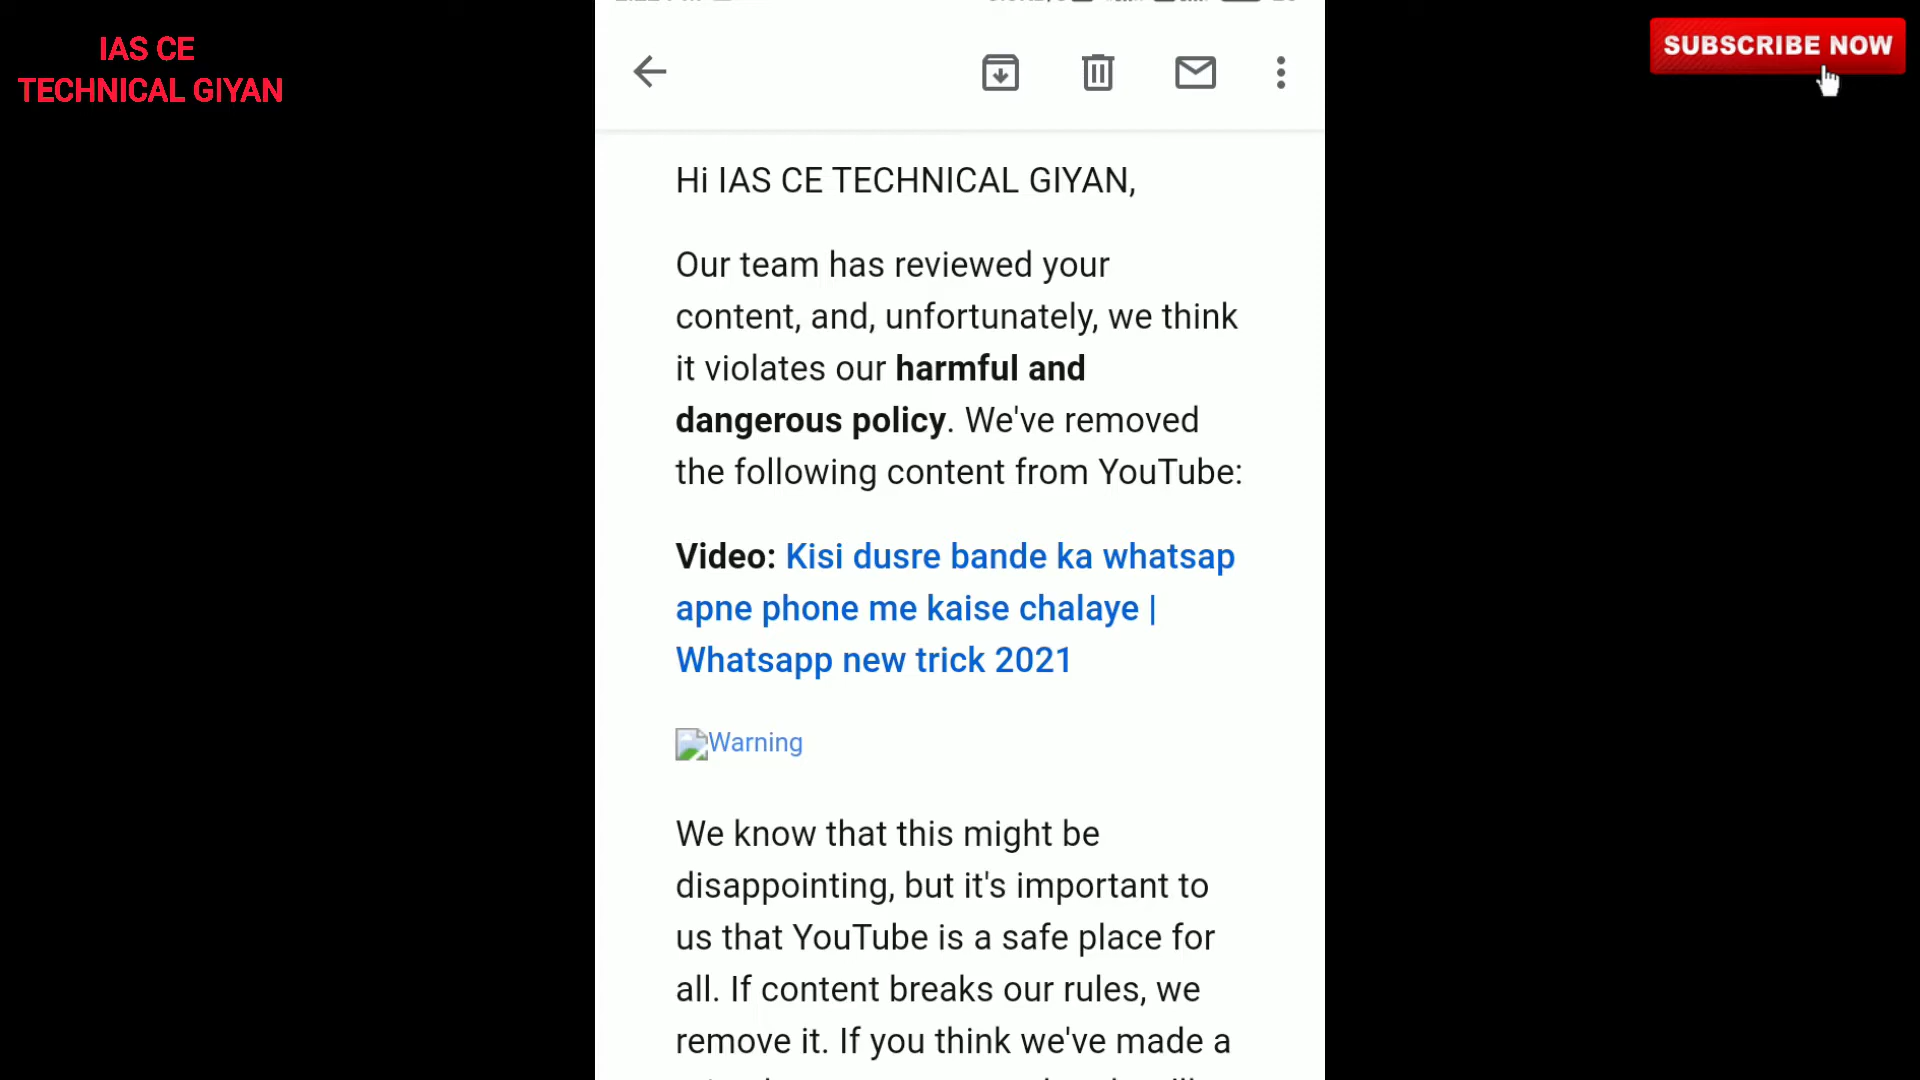 IAS CE
TECHNICAL GIYAN
SUBSCRIBE NOW
Hi IAS CE TECHNICAL GIYAN,
Our team has reviewed your
content, and, unfortunately, we think
it violates our harmful and
dangerous policy. We've removed
the following content from YouTube:
Video: Kisi dusre bande ka whatsap
apne phone me kaise chalaye |
Whatsapp new trick 2021
Warning
We know that this might be
disappointing, but it's important to
us that YouTube is a safe place for
all. If content breaks our rules, we
remove it. If you think we've made a